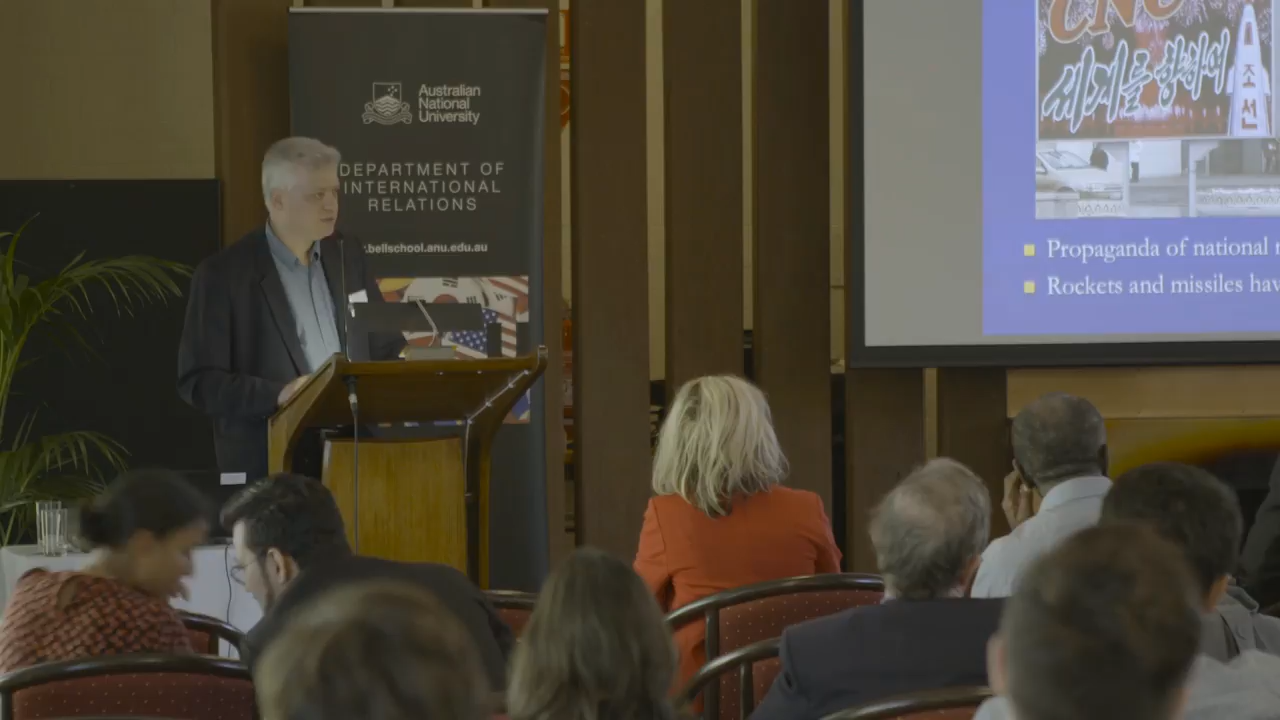 Australian
National
University
DEPARTMENT OF
INTERNATIONAL
RELATIONS
.bellschool.anu.edu.au
CNC
세계를 향하여
조선
Propaganda of national
Rockets and missiles hav